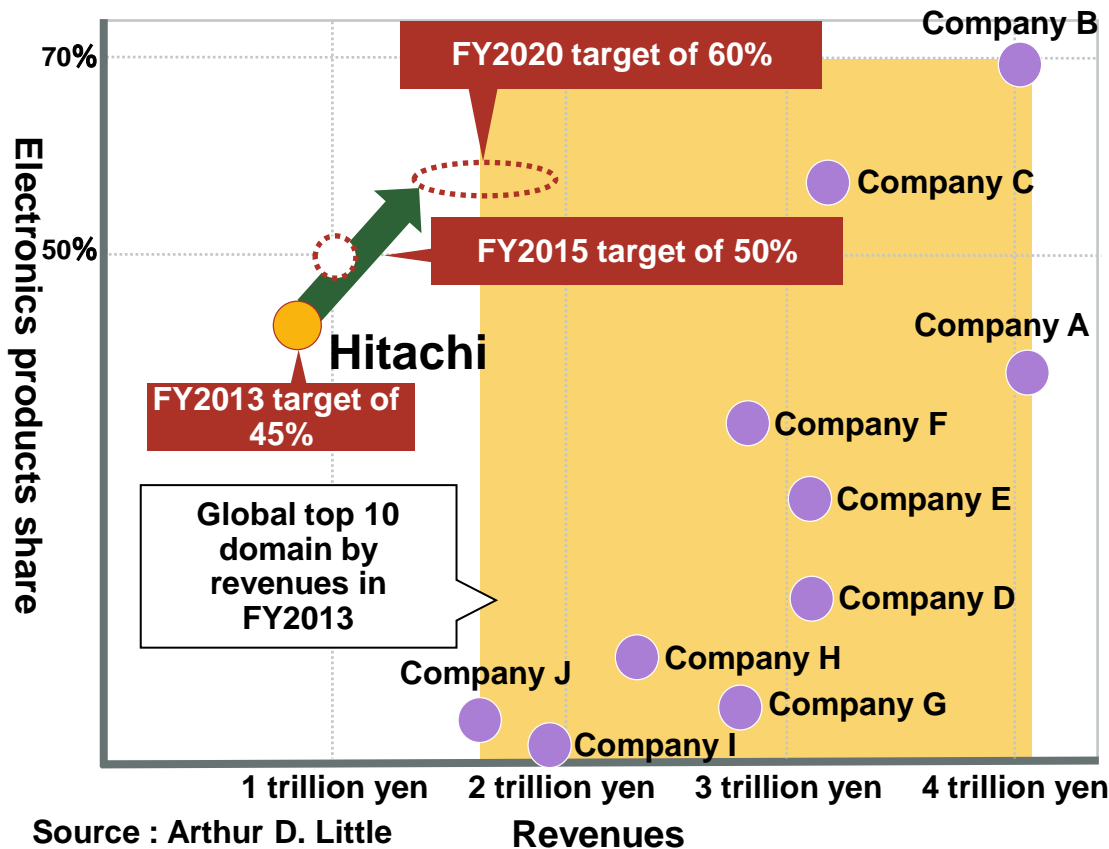 Company B
70%
FY2020 target of 60%
Electronics products share
Company C
50%
FY2015 target of 50%
Company A
Hitachi
FY2013 target of
45%
Company F
Global top 10
domain by
revenues in
FY2013
Company E
Company D
Company H
Company J
Company G
Company I
1 trillion yen
2 trillion yen
3 trillion yen
4 trillion yen
Source : Arthur D. Little
Revenues